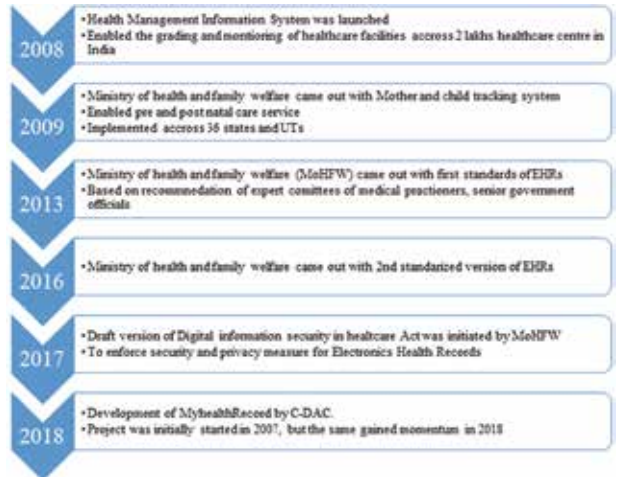 2008
•Health Management Information System was launched
•Enabled the grading and montioring of healthcare facilities accross 2 lakhs healthcare centre in
India
2009
•Ministry of health and family welfare came out with Mother and child tracking system
•Enabled pre and post natal care service
•Implemented accross 36 states and UTs
2013
•Ministry of health and family welfare (MoHFW) came out with first standards of EHRs
•Based on recommedation of expert comittees of medical practioners, senior government
officials
2016
•Ministry of health and family welfare came out with 2nd standarized version of EHRs
2017
•Draft version of Digital information security in healtcare Act was initiated by MoHFW
•To enforce security and privacy measure for Electronics Health Records
2018
•Development of MyhealthRecord by C-DAC.
•Project was initially started in 2007, but the same gained momentum in 2018